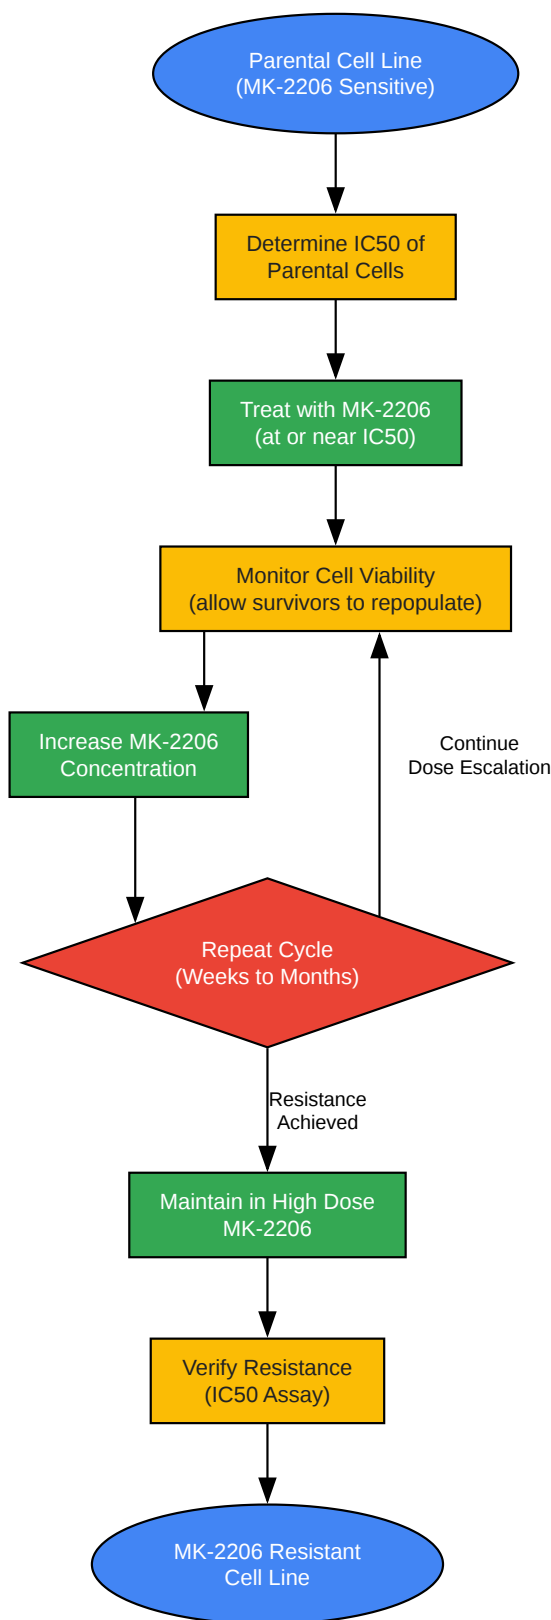 Parental Cell Line
(MK-2206 Sensitive)
Determine IC50 of
Parental Cells
Treat with MK-2206
(at or near IC50)
Monitor Cell Viability
(allow survivors to repopulate)
Increase MK-2206
Concentration
Continue
Dose Escalation
Repeat Cycle
(Weeks to Months)
Resistance
Achieved
Maintain in High Dose
MK-2206
Verify Resistance
(IC50 Assay)
MK-2206 Resistant
Cell Line